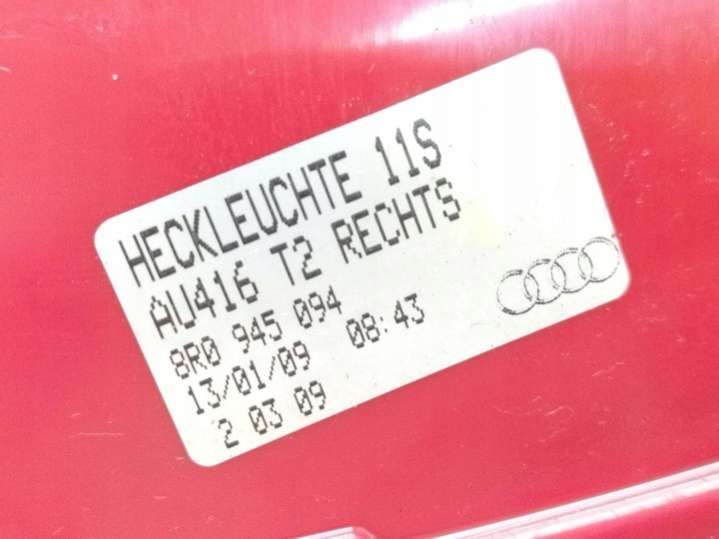 HECKLEUCHTE 11S
AU416 T2 RECHTS
8R0 945 094
13/01/09 08:43
2 03 09